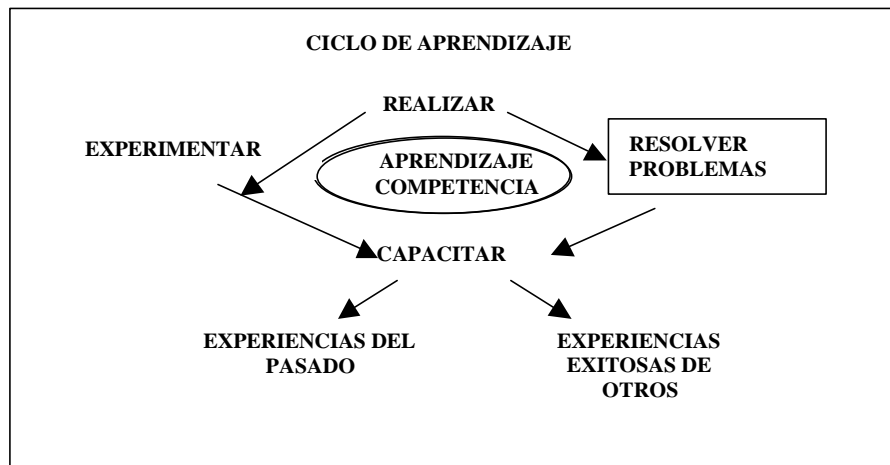 CICLO DE APRENDIZAJE
REALIZAR
EXPERIMENTAR
APRENDIZAJE
COMPETENCIA
RESOLVER
PROBLEMAS
CAPACITAR
EXPERIENCIAS DEL
PASADO
EXPERIENCIAS
EXITOSAS DE
OTROS